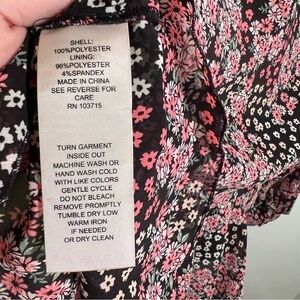 SHELL:
100%POLYESTER
LINING:
96%POLYESTER
4%SPANDEX
MADE IN CHINA
SEE REVERSE FOR
CARE
RN 103715
TURN GARMENT
INSIDE OUT
MACHINE WASH OR
HAND WASH COLD
WITH LIKE COLORS
GENTLE CYCLE
DO NOT BLEACH
REMOVE PROMPTLY
TUMBLE DRY LOW
WARM IRON
IF NEEDED
OR DRY CLEAN